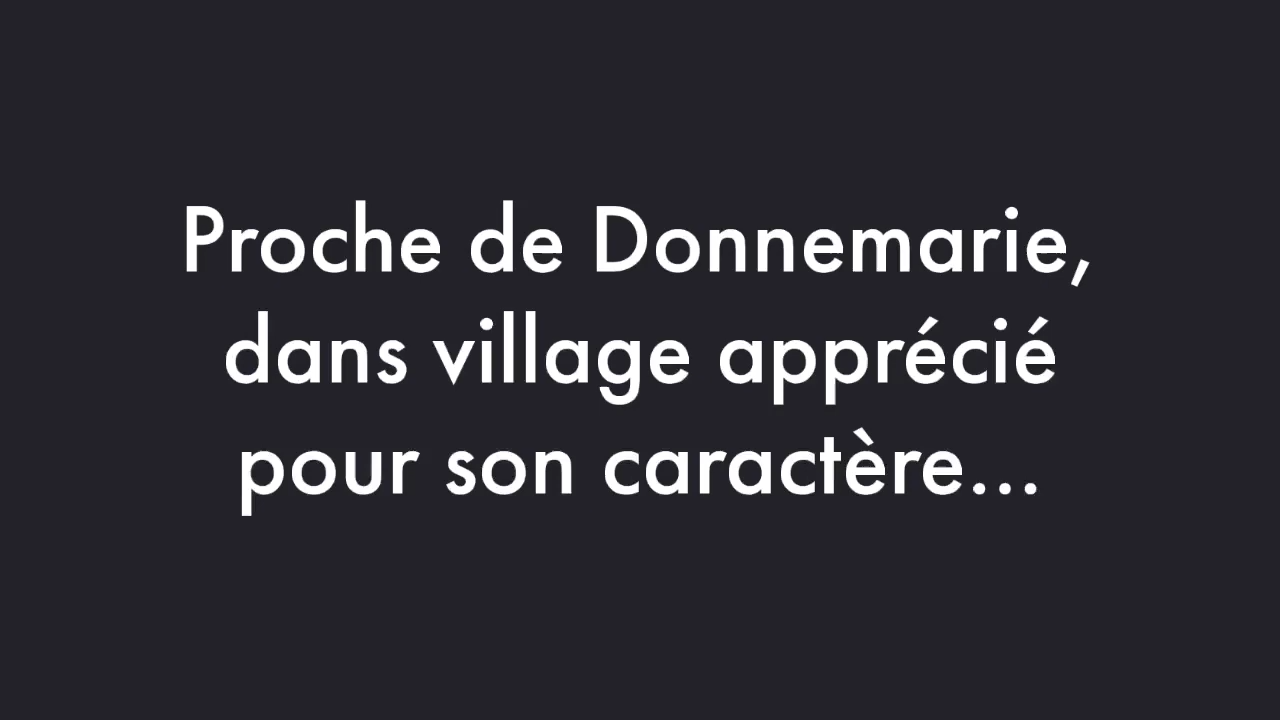 Proche de Donnemarie,
dans village apprécié
pour son caractère...